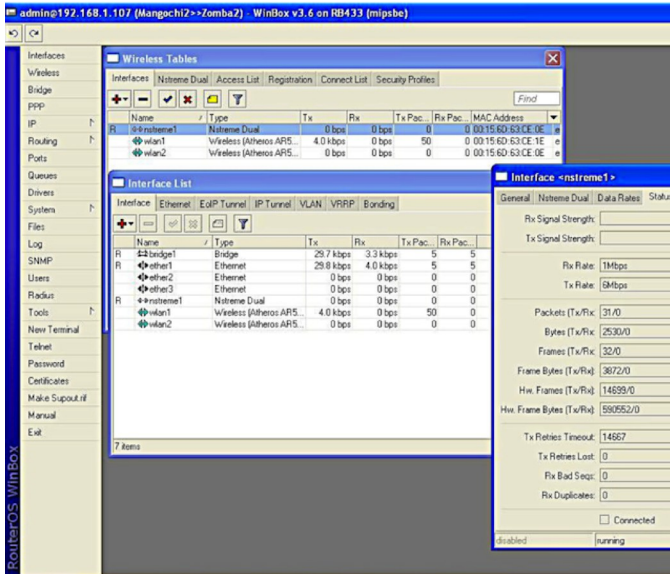 admin@192.168.1.107 (Mangochi2>>Zomba2) - WinBox v3.6 on RB433 (mipsbe)
Interfaces
Wireless
Bridge
PPP
IP
Routing
Ports
Queues
Drivers
System
Files
Log
SNMP
Users
Radius
Tools
New Terminal
Telnet
Password
Certificates
Make Supout.rif
Manual
Exit
RouterOS WinBox
Wireless Tables
Interfaces Nstreme Dual Access List Registration Connect List Security Profiles
Find
Name Type Tx Rx Tx Pac... Rx Pac... MAC Address
R nstreme1 Nstreme Dual 0 bps 0 bps 0 0 00:15:6D:63:CE:0E e
wlan1 Wireless (Atheros AR5... 4.0 kbps 0 bps 50 0 00:15:6D:63:CE:1E e
wlan2 Wireless (Atheros AR5... 0 bps 0 bps 0 0 00:15:6D:63:CE:0E e
Interface List
Interface Ethernet EoIP Tunnel IP Tunnel VLAN VRRP Bonding
Name Type Tx Rx Tx Pac... Rx Pac...
R bridge1 Bridge 29.7 kbps 3.3 kbps 5 5
R ether1 Ethernet 29.8 kbps 4.0 kbps 5 5
ether2 Ethernet 0 bps 0 bps 0 0
ether3 Ethernet 0 bps 0 bps 0 0
R nstreme1 Nstreme Dual 0 bps 0 bps 0 0
wlan1 Wireless (Atheros AR5... 4.0 kbps 0 bps 50 0
wlan2 Wireless (Atheros AR5... 0 bps 0 bps 0 0
7 items
Interface <nstreme1>
General Nstreme Dual Data Rates Status
Rx Signal Strength:
Tx Signal Strength:
Rx Rate: 1Mbps
Tx Rate: 6Mbps
Packets (Tx/Rx: 31/0
Bytes (Tx/Rx: 2530/0
Frames (Tx/Rx: 32/0
Frame Bytes (Tx/Rx): 3872/0
Hw. Frames (Tx/Rx): 14699/0
Hw. Frame Bytes (Tx/Rx): 590552/0
Tx Retries Timeout: 14667
Tx Retries Lost: 0
Rx Bad Seqs: 0
Rx Duplicates: 0
Connected
disabled running